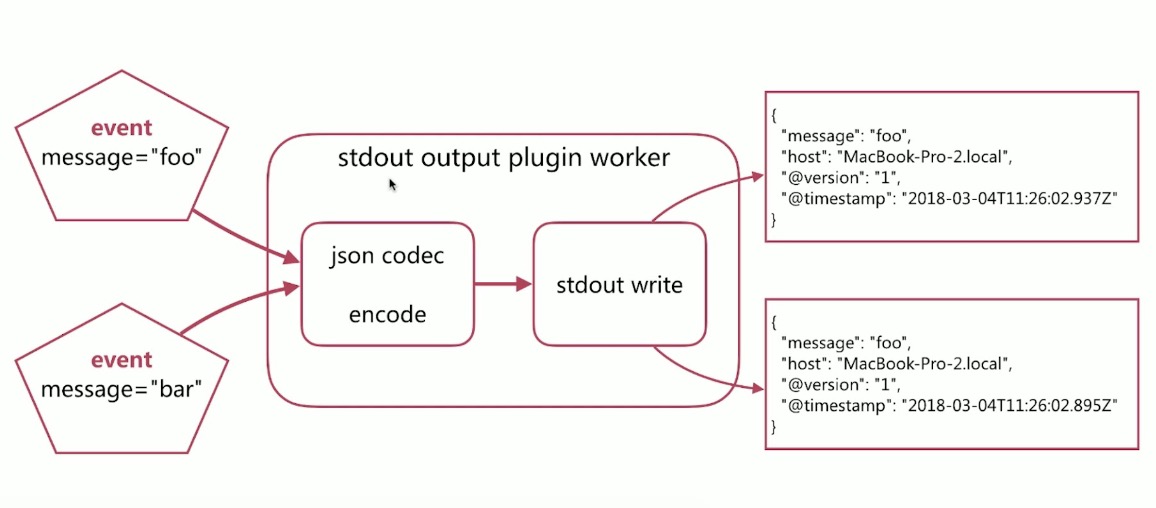 event
message="foo"
event
message="bar"
stdout output plugin worker
json codec
encode
stdout write
{
"message": "foo",
"host": "MacBook-Pro-2.local",
"@version": "1",
"@timestamp": "2018-03-04T11:26:02.937Z"
}
{
"message": "foo",
"host": "MacBook-Pro-2.local",
"@version": "1",
"@timestamp": "2018-03-04T11:26:02.895Z"
}